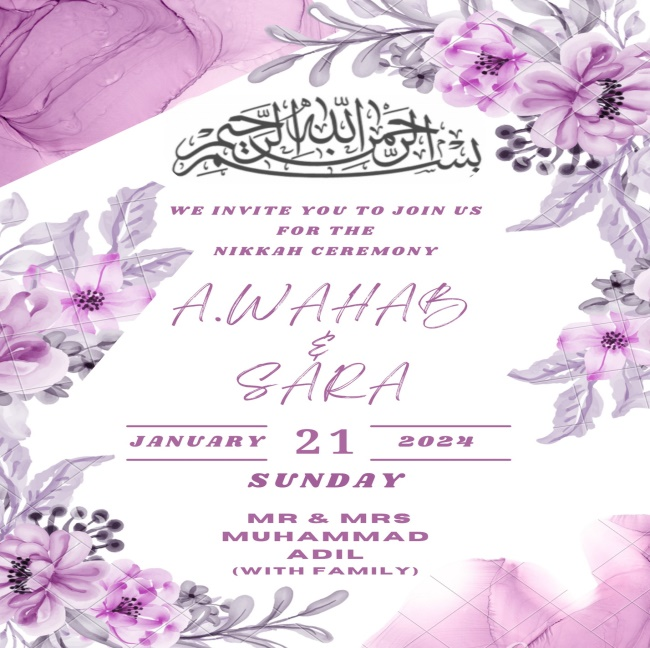 بسم الله الرحمن الرحيم
WE INVITE YOU TO JOIN US
FOR THE
NIKKAH CEREMONY
A.WAHAB
&
SARA
JANUARY 21 2024
SUNDAY
MR & MRS
MUHAMMAD
ADIL
(WITH FAMILY)